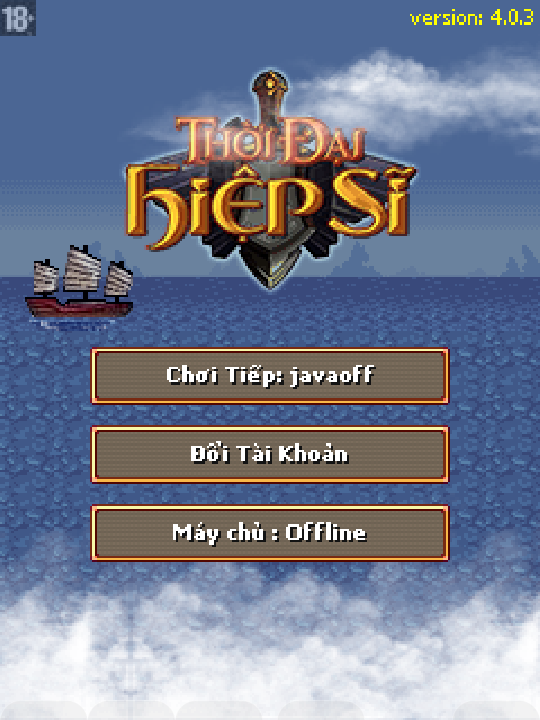 18+
version: 4.0.3
THỜI ĐẠI
HIỆP SĨ
Chơi Tiếp: javaoff
Đổi Tài Khoản
Máy chủ : Offline